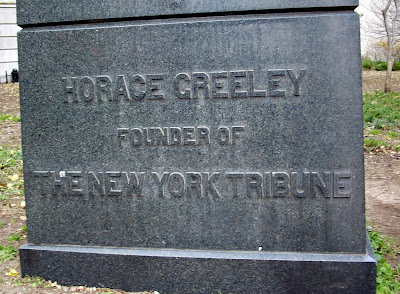 HORACE GREELEY
FOUNDER OF
THE NEW YORK TRIBUNE